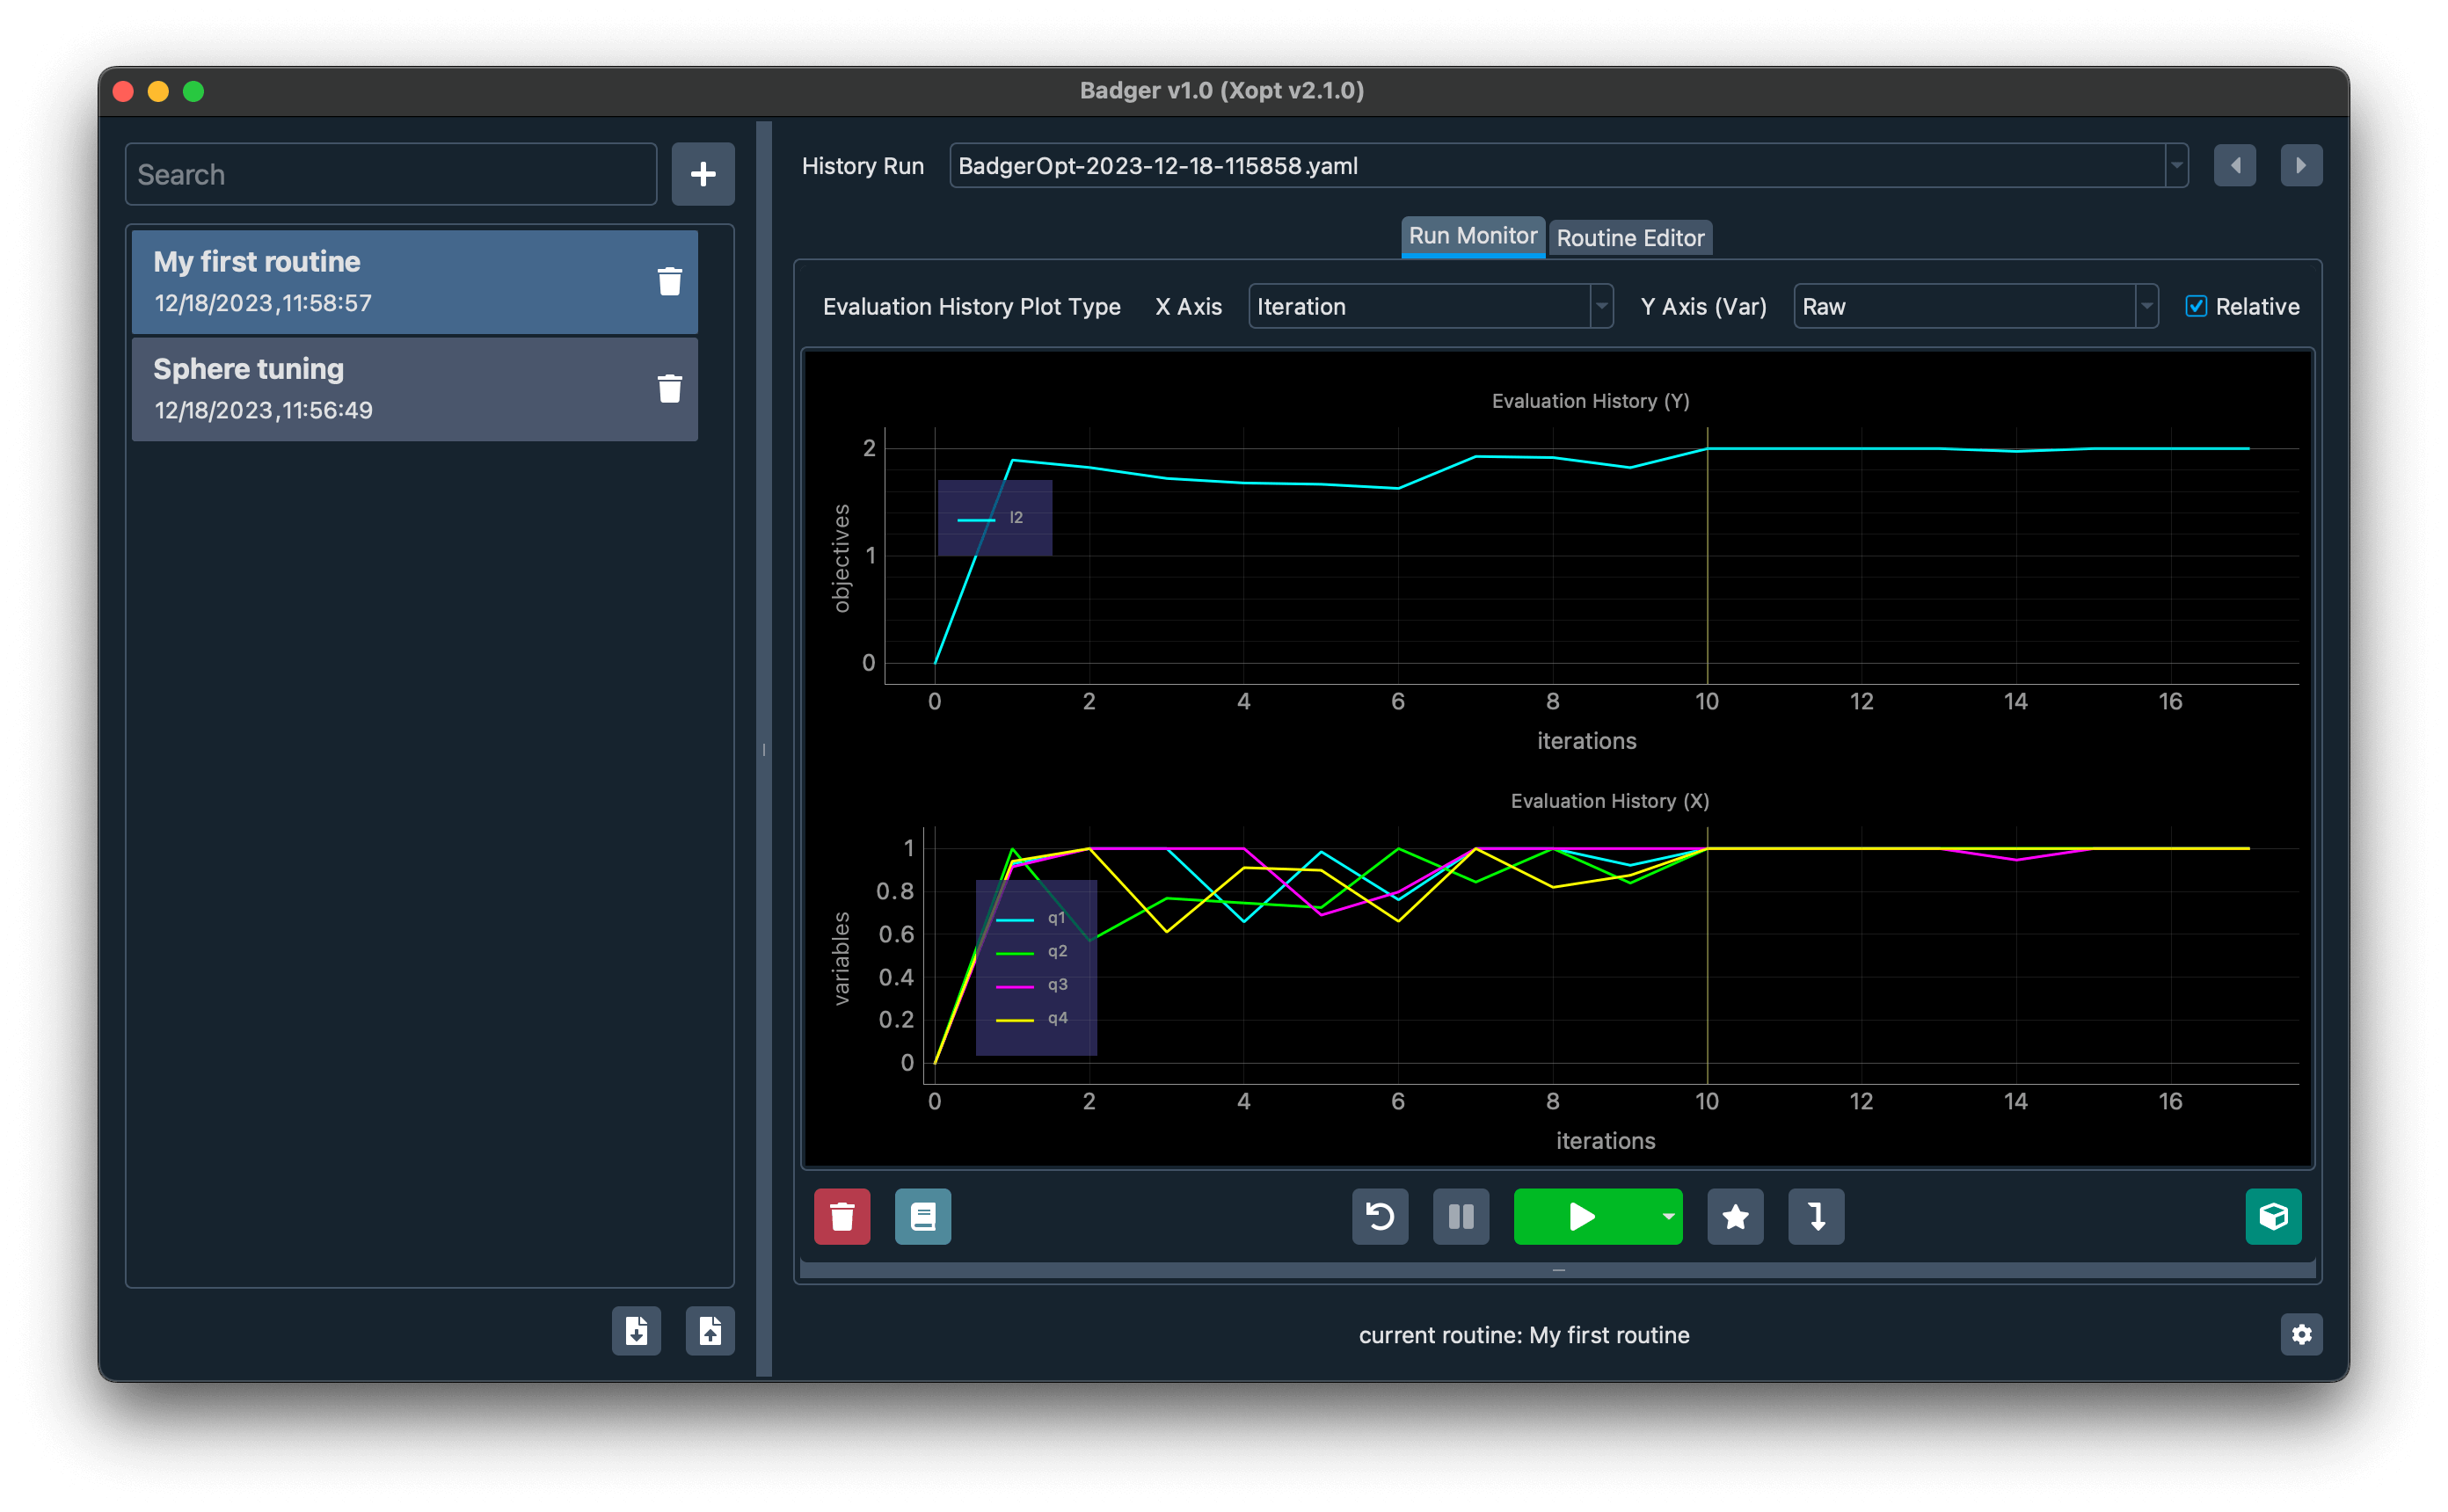 Badger v1.0 (Xopt v2.1.0)
Search
My first routine
12/18/2023,11:58:57
Sphere tuning
12/18/2023,11:56:49
History Run BadgerOpt-2023-12-18-115858.yaml
Run Monitor Routine Editor
Evaluation History Plot Type X Axis Iteration Y Axis (Var) Raw Relative
Evaluation History (Y)
objectives
2
1
0
l2
0 2 4 6 8 10 12 14 16
iterations
Evaluation History (X)
variables
1
0.8
0.6
0.4
0.2
0
q1
q2
q3
q4
0 2 4 6 8 10 12 14 16
iterations
current routine: My first routine